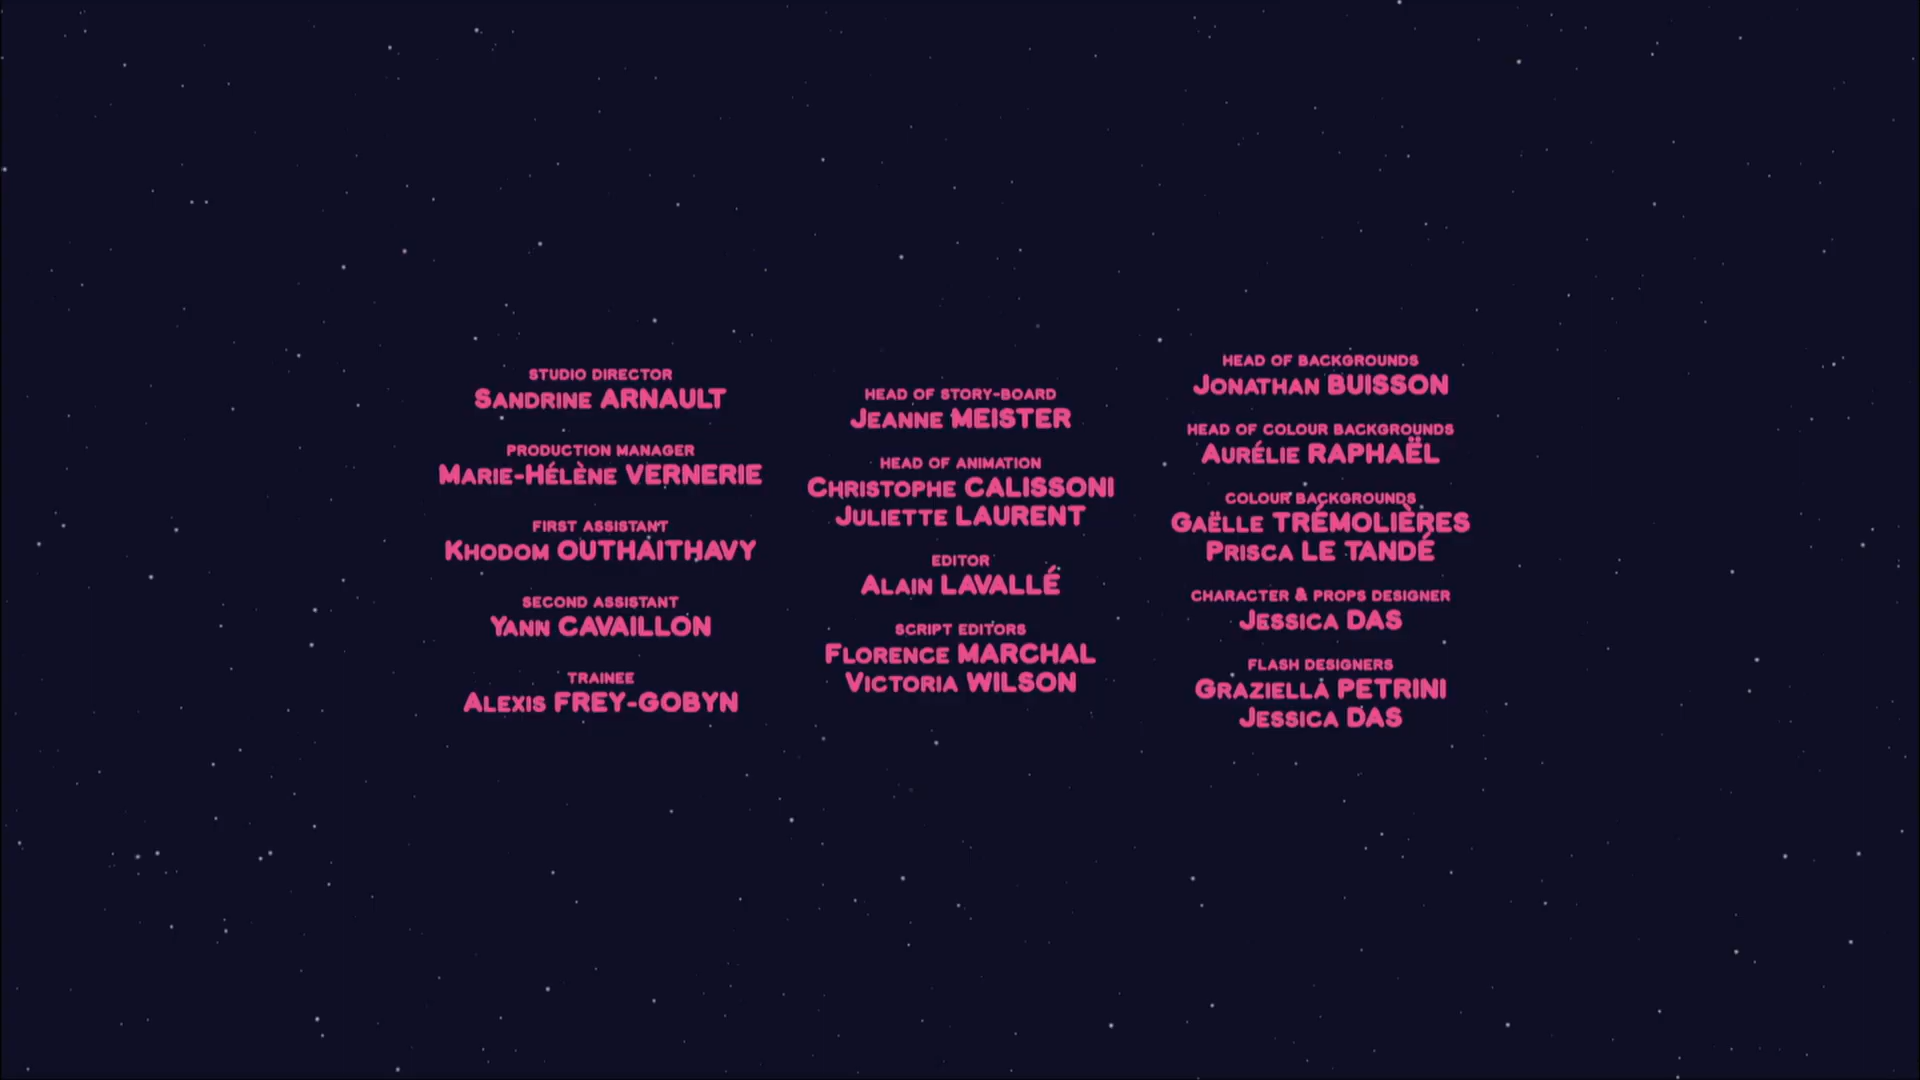 STUDIO DIRECTOR
SANDRINE ARNAULT
PRODUCTION MANAGER
MARIE-HÉLÈNE VERNERIE
FIRST ASSISTANT
KHODOM OUTHAITHAVY
SECOND ASSISTANT
YANN CAVAILLON
TRAINEE
ALEXIS FREY-GOBYN
HEAD OF STORY-BOARD
JEANNE MEISTER
HEAD OF ANIMATION
CHRISTOPHE CALISSONI
JULIETTE LAURENT
EDITOR
ALAIN LAVALLÉ
SCRIPT EDITORS
FLORENCE MARCHAL
VICTORIA WILSON
HEAD OF BACKGROUNDS
JONATHAN BUISSON
HEAD OF COLOUR BACKGROUNDS
AURÉLIE RAPHAËL
COLOUR BACKGROUNDS
GAËLLE TRÉMOLIÈRES
PRISCA LE TANDÉ
CHARACTER & PROPS DESIGNER
JESSICA DAS
FLASH DESIGNERS
GRAZIELLA PETRINI
JESSICA DAS